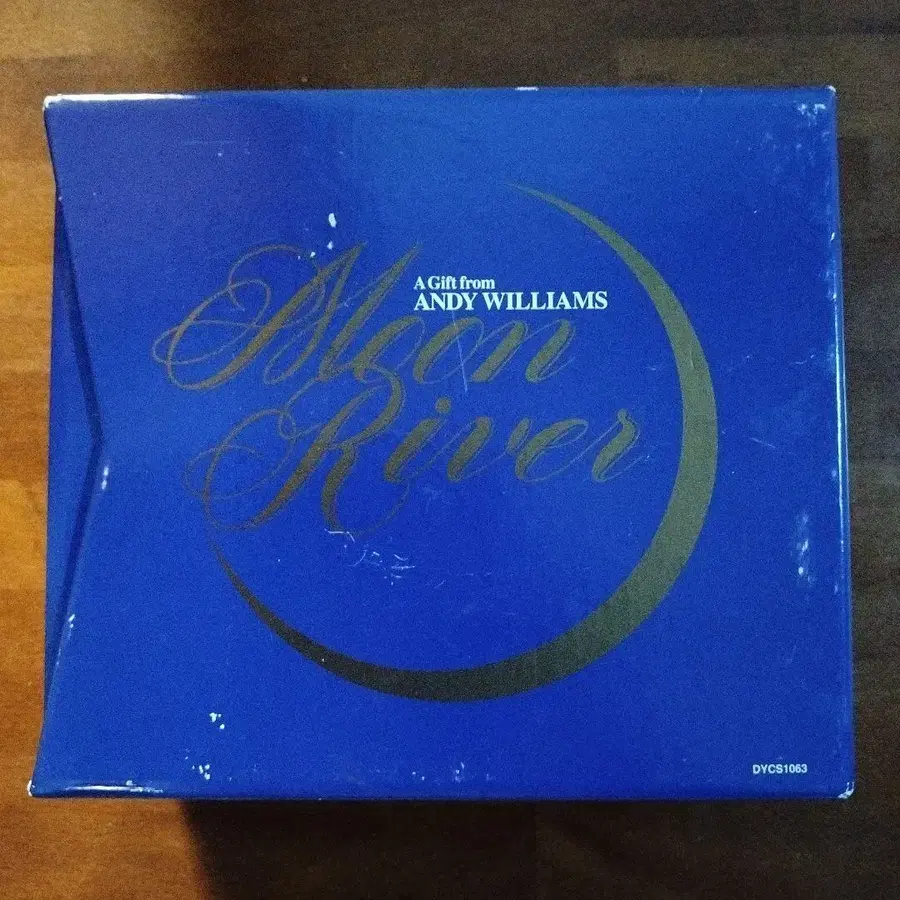 A Gift from
ANDY WILLIAMS
Moon
River
DYCS1063